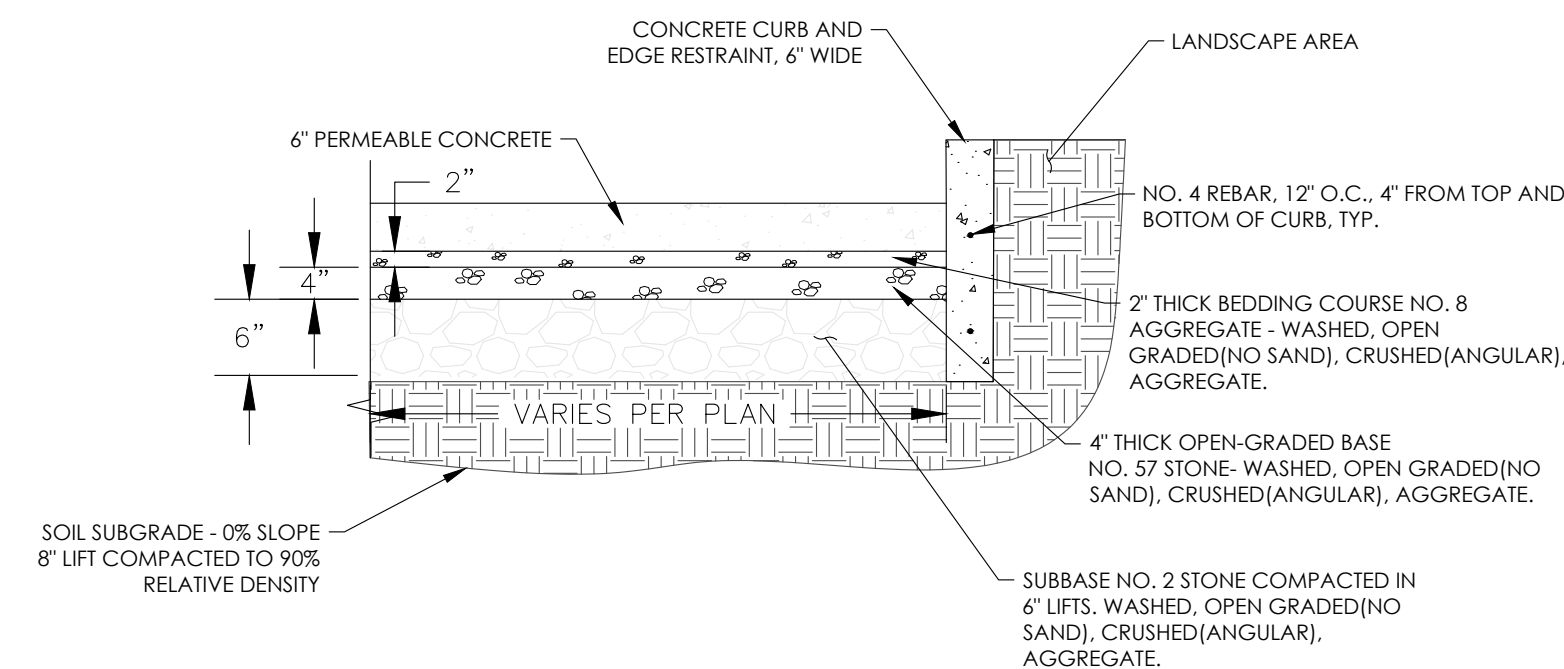 CONCRETE CURB AND
EDGE RESTRAINT, 6" WIDE
LANDSCAPE AREA
6" PERMEABLE CONCRETE
2”
NO. 4 REBAR, 12" O.C., 4" FROM TOP AND
BOTTOM OF CURB, TYP.
4”
6”
2" THICK BEDDING COURSE NO. 8
AGGREGATE - WASHED, OPEN
GRADED(NO SAND), CRUSHED(ANGULAR),
AGGREGATE.
VARIES PER PLAN
4" THICK OPEN-GRADED BASE
NO. 57 STONE- WASHED, OPEN GRADED(NO
SAND), CRUSHED(ANGULAR), AGGREGATE.
SOIL SUBGRADE - 0% SLOPE
8" LIFT COMPACTED TO 90%
RELATIVE DENSITY
SUBBASE NO. 2 STONE COMPACTED IN
6" LIFTS. WASHED, OPEN GRADED(NO
SAND), CRUSHED(ANGULAR),
AGGREGATE.